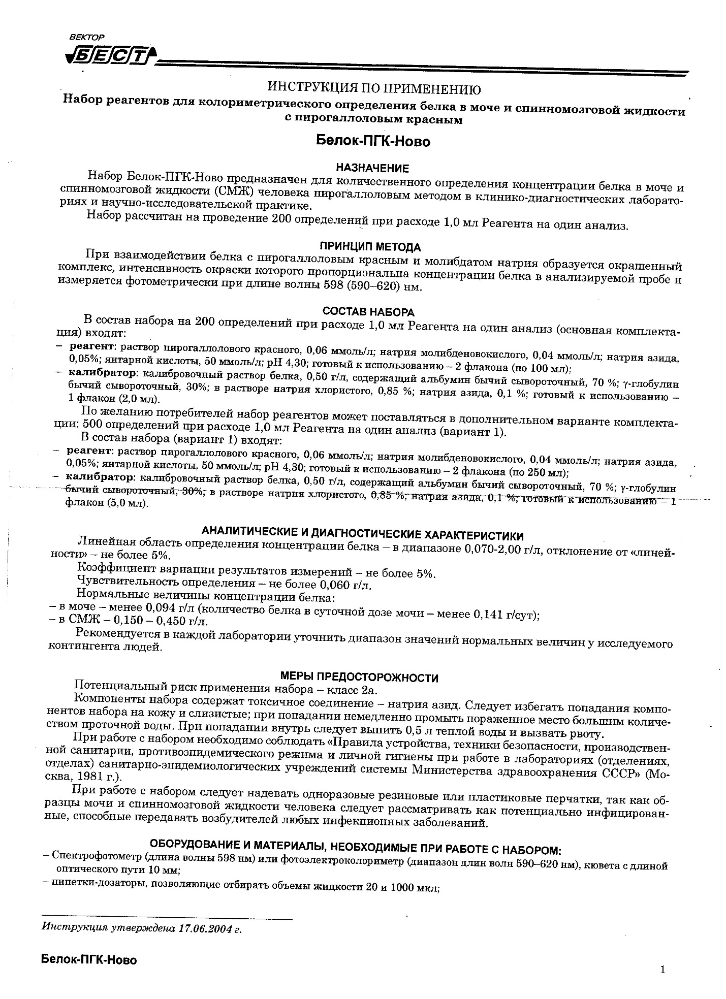 ВЕКТОР
БЕСТ
ИНСТРУКЦИЯ ПО ПРИМЕНЕНИЮ
Набор реагентов для колориметрического определения белка в моче и спинномозговой жидкости
с пирогаллоловым красным
Белок-ПГК-Ново
НАЗНАЧЕНИЕ
Набор Белок-ПГК-Ново предназначен для количественного определения концентрации белка в моче и
спинномозговой жидкости (СМЖ) человека пирогаллоловым методом в клинико-диагностических лаборато-
риях и научно-исследовательской практике.
Набор рассчитан на проведение 200 определений при расходе 1,0 мл Реагента на один анализ.
ПРИНЦИП МЕТОДА
При взаимодействии белка с пирогаллоловым красным и молибдатом натрия образуется окрашенный
комплекс, интенсивность окраски которого пропорциональна концентрации белка в анализируемой пробе и
измеряется фотометрически при длине волны 598 (590–620) нм.
СОСТАВ НАБОРА
В состав набора на 200 определений при расходе 1,0 мл Реагента на один анализ (основная комплекта-
ция) входят:
– реагент: раствор пирогаллолового красного, 0,06 ммоль/л; натрия молибденовокислого, 0,04 ммоль/л; натрия азида,
0,05%; янтарной кислоты, 50 ммоль/л; рН 4,30; готовый к использованию – 2 флакона (по 100 мл);
– калибратор: калибровочный раствор белка, 0,50 г/л, содержащий альбумин бычий сывороточный, 70 %; γ-глобулин
бычий сывороточный, 30%; в растворе натрия хлористого, 0,85 %; натрия азида, 0,1 %; готовый к использованию –
1 флакон (2,0 мл).
По желанию потребителей набор реагентов может поставляться в дополнительном варианте комплекта-
ции: 500 определений при расходе 1,0 мл Реагента на один анализ (вариант 1).
В состав набора (вариант 1) входят:
– реагент: раствор пирогаллолового красного, 0,06 ммоль/л; натрия молибденовокислого, 0,04 ммоль/л; натрия азида,
0,05%; янтарной кислоты, 50 ммоль/л; рН 4,30; готовый к использованию – 2 флакона (по 250 мл);
– калибратор: калибровочный раствор белка, 0,50 г/л, содержащий альбумин бычий сывороточный, 70 %; γ-глобулин
бычий сывороточный, 30%; в растворе натрия хлористого, 0,85 %; натрия азида, 0,1 %; готовый к использованию – 1
флакон (5,0 мл).
АНАЛИТИЧЕСКИЕ И ДИАГНОСТИЧЕСКИЕ ХАРАКТЕРИСТИКИ
Линейная область определения концентрации белка – в диапазоне 0,070-2,00 г/л, отклонение от «линей-
ности» – не более 5%.
Коэффициент вариации результатов измерений – не более 5%.
Чувствительность определения – не более 0,060 г/л.
Нормальные величины концентрации белка:
– в моче – менее 0,094 г/л (количество белка в суточной дозе мочи – менее 0,141 г/сут);
– в СМЖ – 0,150 – 0,450 г/л.
Рекомендуется в каждой лаборатории уточнить диапазон значений нормальных величин у исследуемого
контингента людей.
МЕРЫ ПРЕДОСТОРОЖНОСТИ
Потенциальный риск применения набора – класс 2а.
Компоненты набора содержат токсичное соединение – натрия азид. Следует избегать попадания компо-
нентов набора на кожу и слизистые; при попадании немедленно промыть пораженное место большим количе-
ством проточной воды. При попадании внутрь следует выпить 0,5 л теплой воды и вызвать рвоту.
При работе с набором необходимо соблюдать «Правила устройства, техники безопасности, производствен-
ной санитарии, противоэпидемического режима и личной гигиены при работе в лабораториях (отделениях,
отделах) санитарно-эпидемиологических учреждений системы Министерства здравоохранения СССР» (Мо-
сква, 1981 г.).
При работе с набором следует надевать одноразовые резиновые или пластиковые перчатки, так как об-
разцы мочи и спинномозговой жидкости человека следует рассматривать как потенциально инфицирован-
ные, способные передавать возбудителей любых инфекционных заболеваний.
ОБОРУДОВАНИЕ И МАТЕРИАЛЫ, НЕОБХОДИМЫЕ ПРИ РАБОТЕ С НАБОРОМ:
– Спектрофотометр (длина волны 598 нм) или фотоэлектроколориметр (диапазон длин волн 590–620 нм), кювета с длиной
оптического пути 10 мм;
– пипетки-дозаторы, позволяющие отбирать объемы жидкости 20 и 1000 мкл;
Инструкция утверждена 17.06.2004 г.
Белок-ПГК-Ново
1